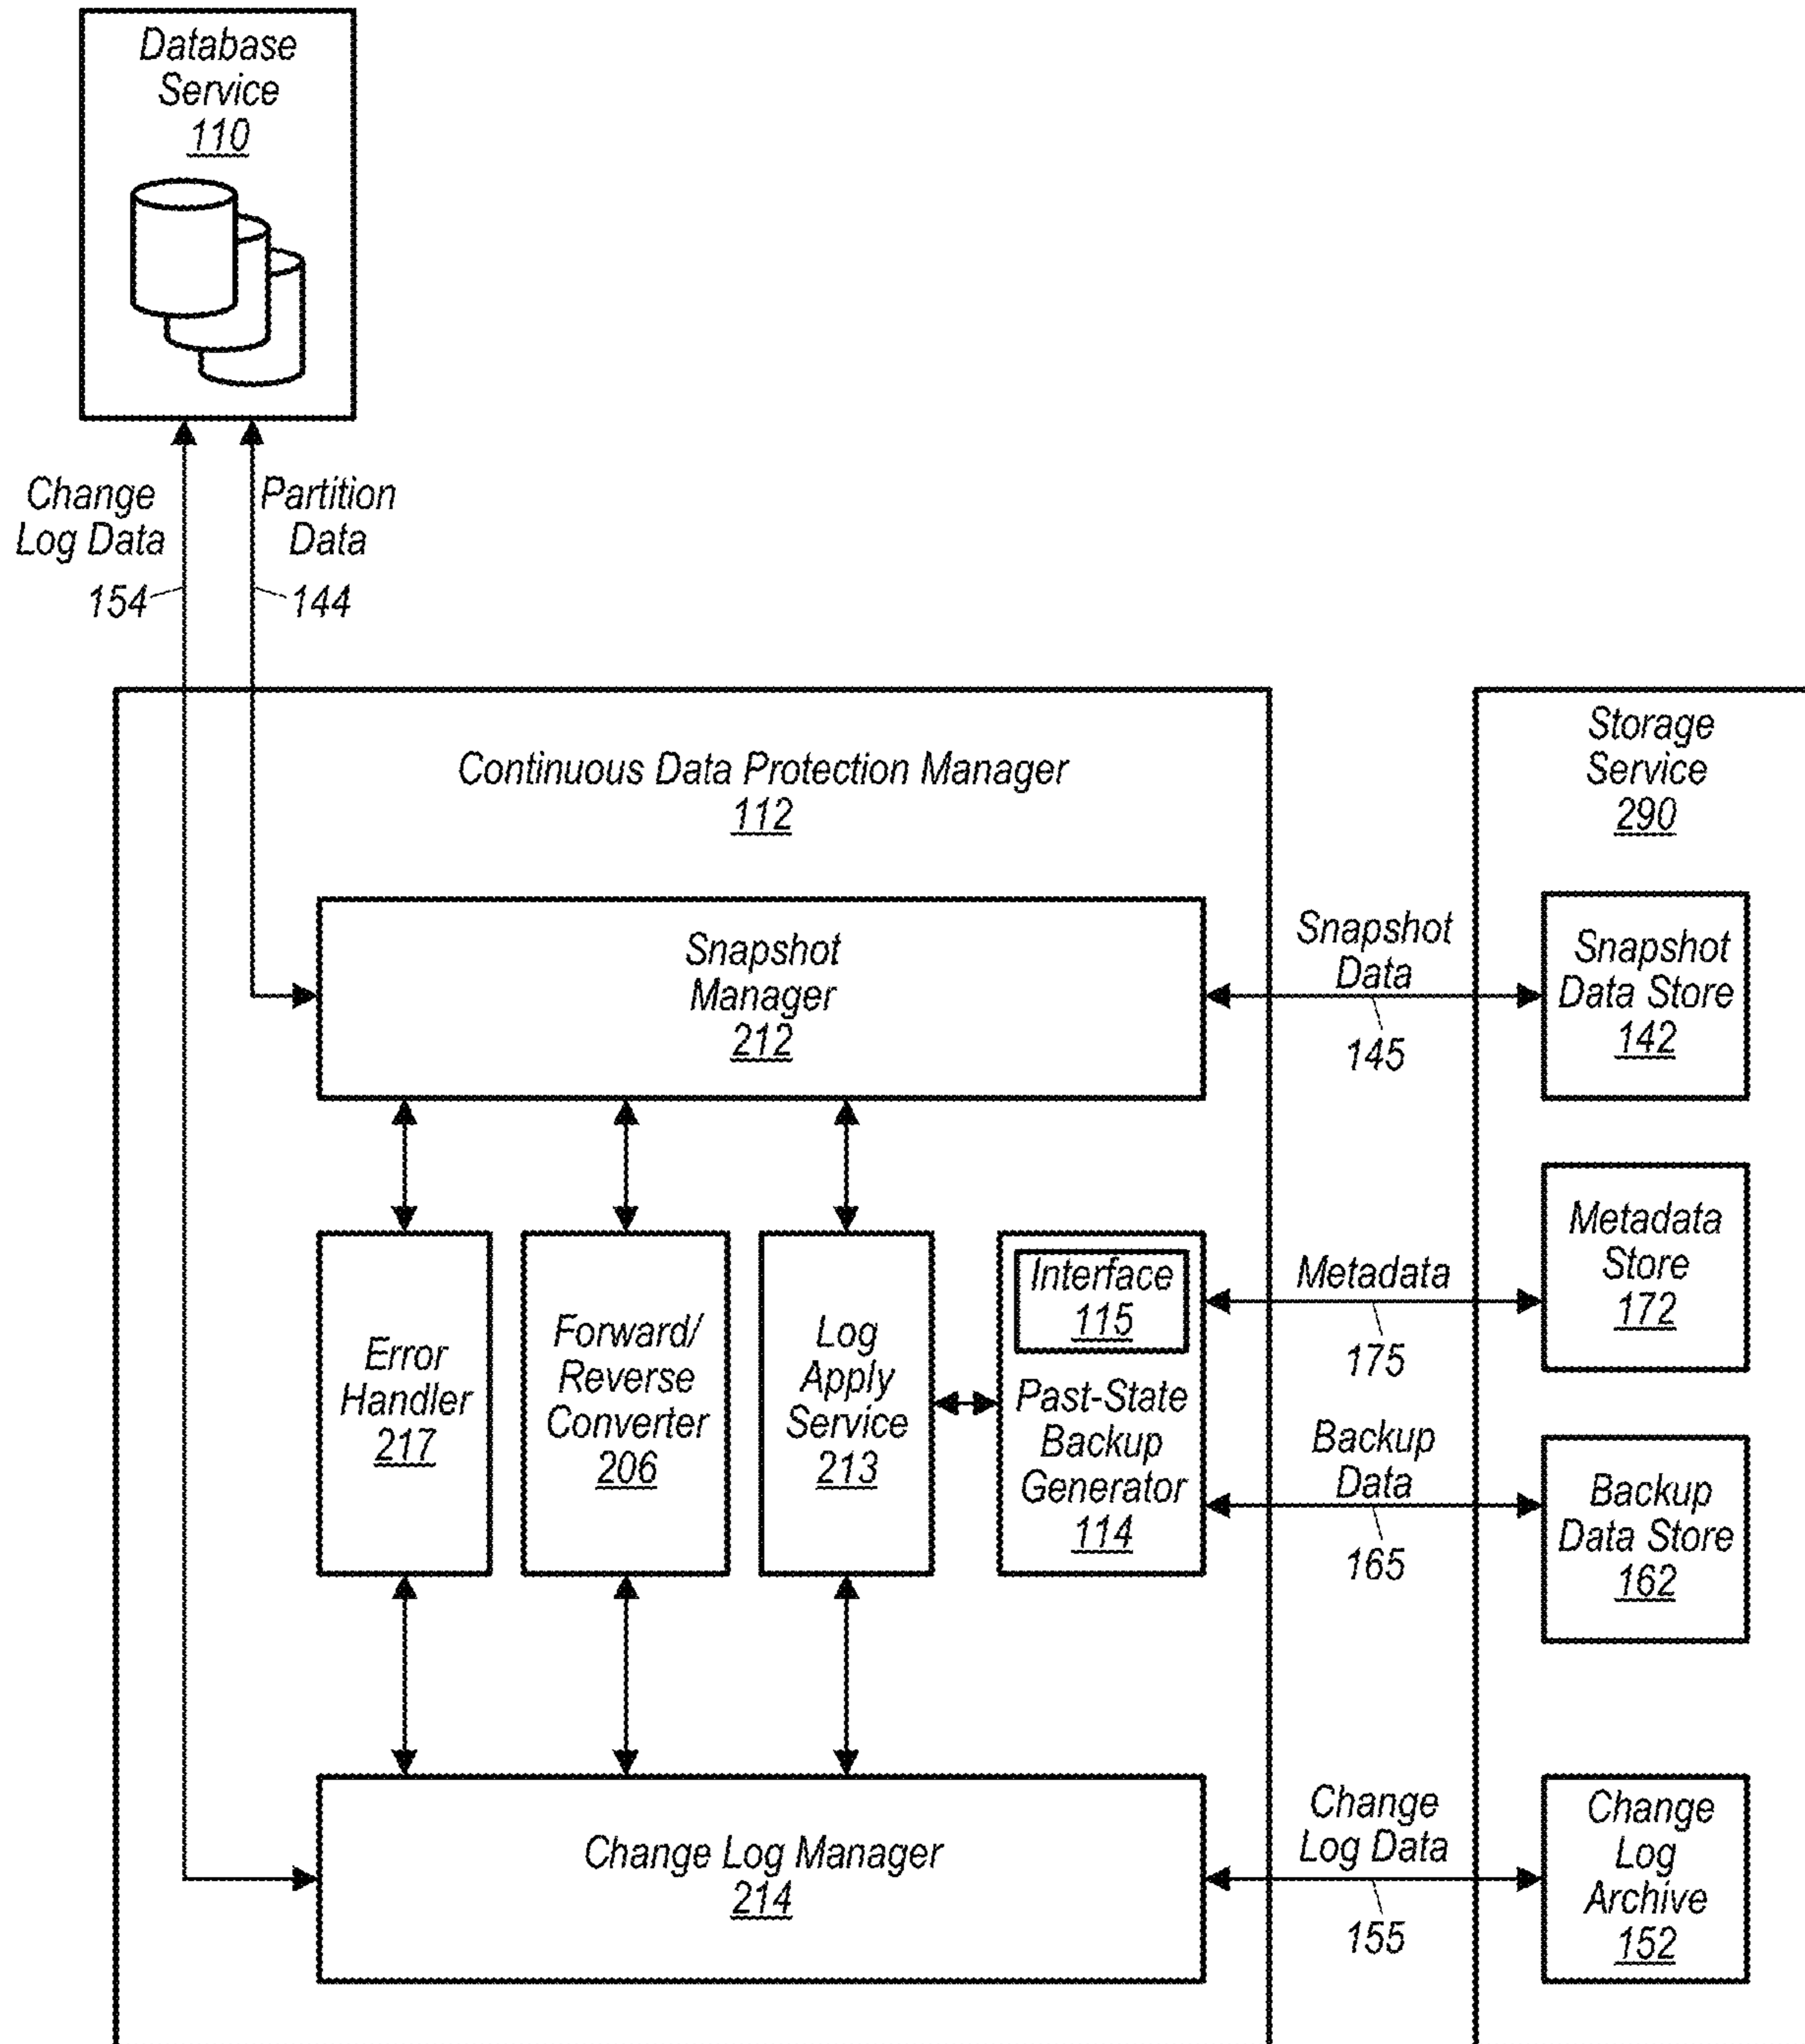 Database
Service
110
Change
Log Data
154
Partition
Data
144
Continuous Data Protection Manager
112
Storage
Service
290
Snapshot
Manager
212
Snapshot
Data
145
Snapshot
Data Store
142
Error
Handler
217
Forward/
Reverse
Converter
206
Log
Apply
Service
213
Interface
115
Past-State
Backup
Generator
114
Metadata
175
Metadata
Store
172
Backup
Data
165
Backup
Data Store
162
Change Log Manager
214
Change
Log Data
155
Change
Log
Archive
152